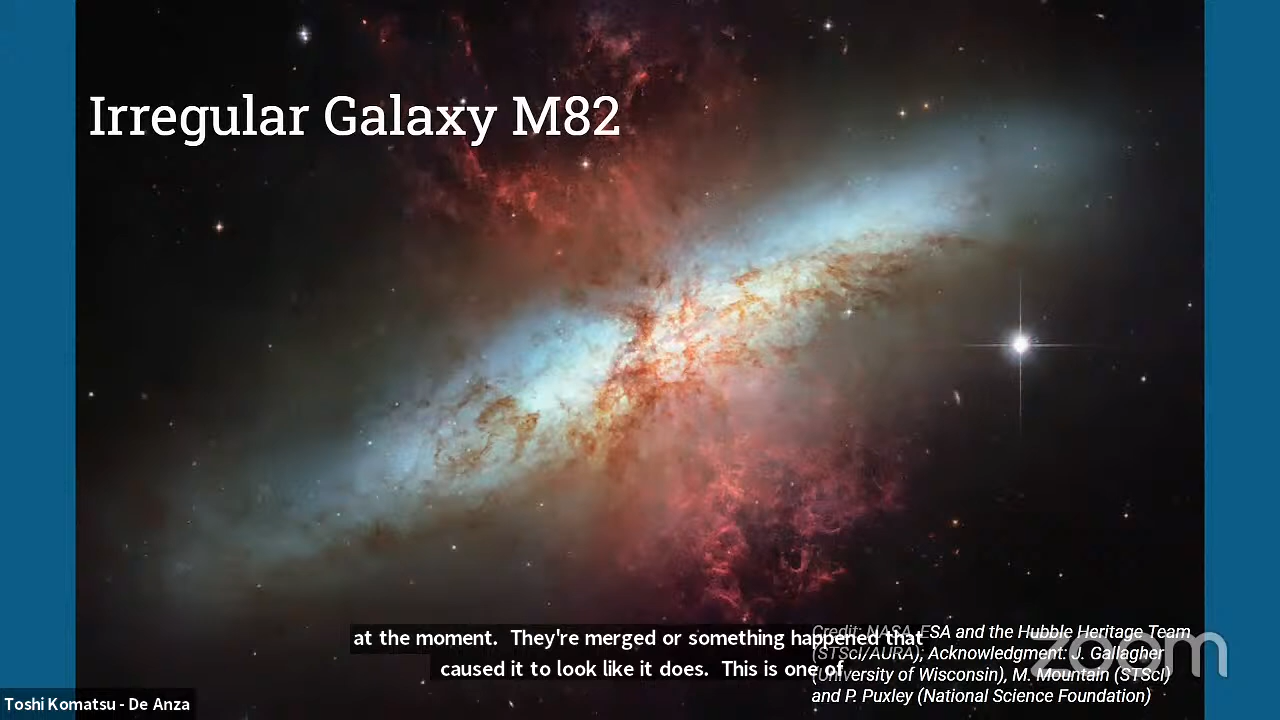 Irregular Galaxy M82
at the moment.  They're merged or something happened that
caused it to look like it does.  This is one of
Credit: NASA, ESA and the Hubble Heritage Team
(STScI/AURA); Acknowledgment: J. Gallagher
(University of Wisconsin), M. Mountain (STScI)
and P. Puxley (National Science Foundation)
zoom
Toshi Komatsu - De Anza